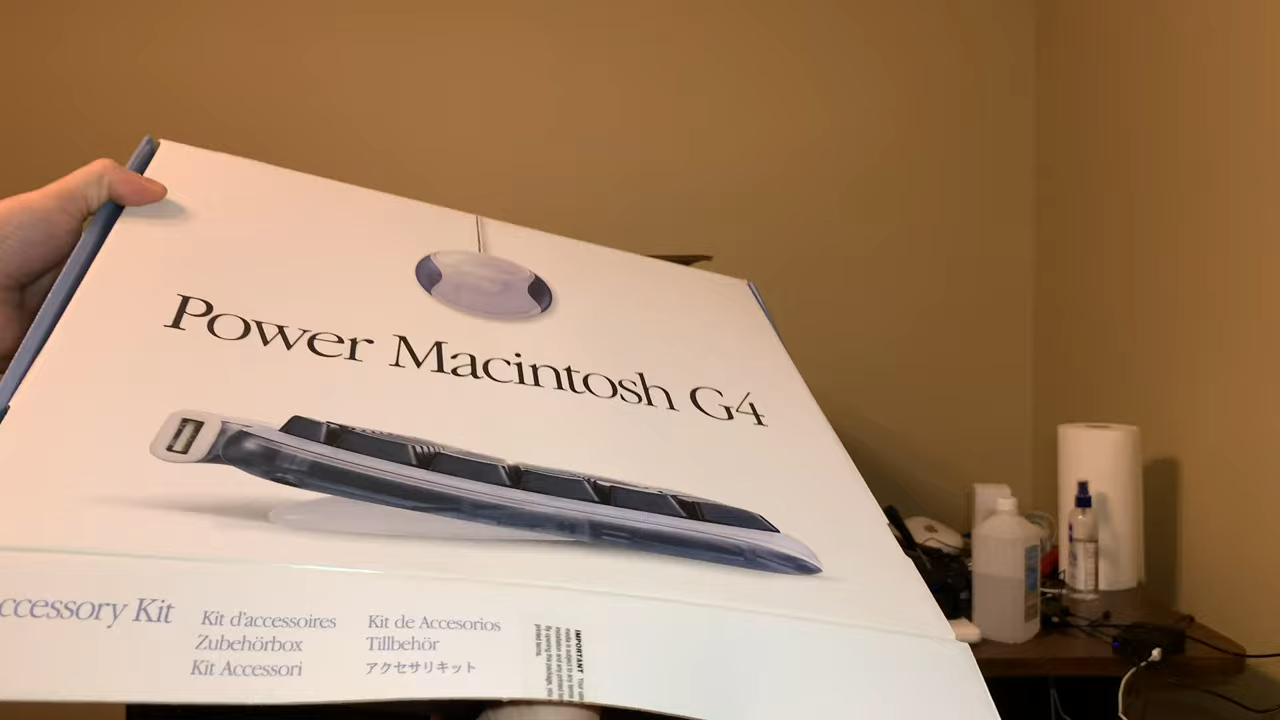 Power Macintosh G4
ccessory Kit
Kit d'accessoires
Zubehörbox
Kit Accessori
Kit de Accesorios
Tillbehör
アクセサリキット
IMPORTANT